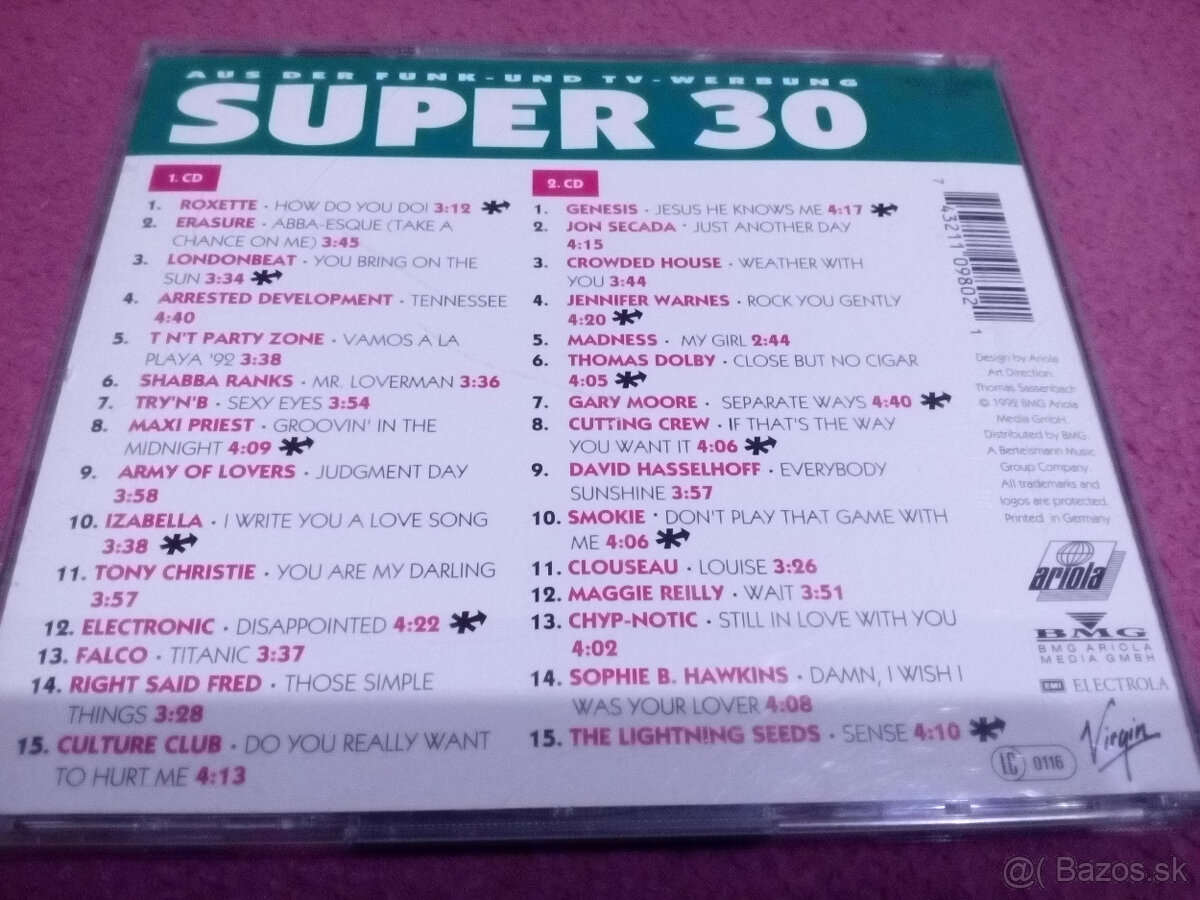 AUS DER FUNK-UND TV-WERBUNG
SUPER 30
1. CD
1. ROXETTE · HOW DO YOU DO! 3:12
2. ERASURE · ABBA-ESQUE (TAKE A
CHANCE ON ME) 3:45
3. LONDONBEAT · YOU BRING ON THE
SUN 3:34
4. ARRESTED DEVELOPMENT · TENNESSEE
4:40
5. T N'T PARTY ZONE · VAMOS A LA
PLAYA '92 3:38
6. SHABBA RANKS · MR. LOVERMAN 3:36
7. TRY'N'B · SEXY EYES 3:54
8. MAXI PRIEST · GROOVIN' IN THE
MIDNIGHT 4:09
9. ARMY OF LOVERS · JUDGMENT DAY
3:58
10. IZABELLA · I WRITE YOU A LOVE SONG
3:38
11. TONY CHRISTIE · YOU ARE MY DARLING
3:57
12. ELECTRONIC · DISAPPOINTED 4:22
13. FALCO · TITANIC 3:37
14. RIGHT SAID FRED · THOSE SIMPLE
THINGS 3:28
15. CULTURE CLUB · DO YOU REALLY WANT
TO HURT ME 4:13
2. CD
1. GENESIS · JESUS HE KNOWS ME 4:17
2. JON SECADA · JUST ANOTHER DAY
4:15
3. CROWDED HOUSE · WEATHER WITH
YOU 3:44
4. JENNIFER WARNES · ROCK YOU GENTLY
4:20
5. MADNESS · MY GIRL 2:44
6. THOMAS DOLBY · CLOSE BUT NO CIGAR
4:05
7. GARY MOORE · SEPARATE WAYS 4:40
8. CUTTING CREW · IF THAT'S THE WAY
YOU WANT IT 4:06
9. DAVID HASSELHOFF · EVERYBODY
SUNSHINE 3:57
10. SMOKIE · DON'T PLAY THAT GAME WITH
ME 4:06
11. CLOUSEAU · LOUISE 3:26
12. MAGGIE REILLY · WAIT 3:51
13. CHYP-NOTIC · STILL IN LOVE WITH YOU
4:02
14. SOPHIE B. HAWKINS · DAMN, I WISH I
WAS YOUR LOVER 4:08
15. THE LIGHTNING SEEDS · SENSE 4:10
7 43211 09802 1
Design by Ariola
Art Direction
Thomas Sassenbach
© 1992 BMG Ariola
Media GmbH.
Distributed by BMG.
A Bertelsmann Music
Group Company.
All trademarks and
logos are protected.
Printed in Germany
ariola
BMG
BMG ARIOLA
MEDIA GMBH
EMI ELECTROLA
Virgin
LC 0116
@( Bazos.sk